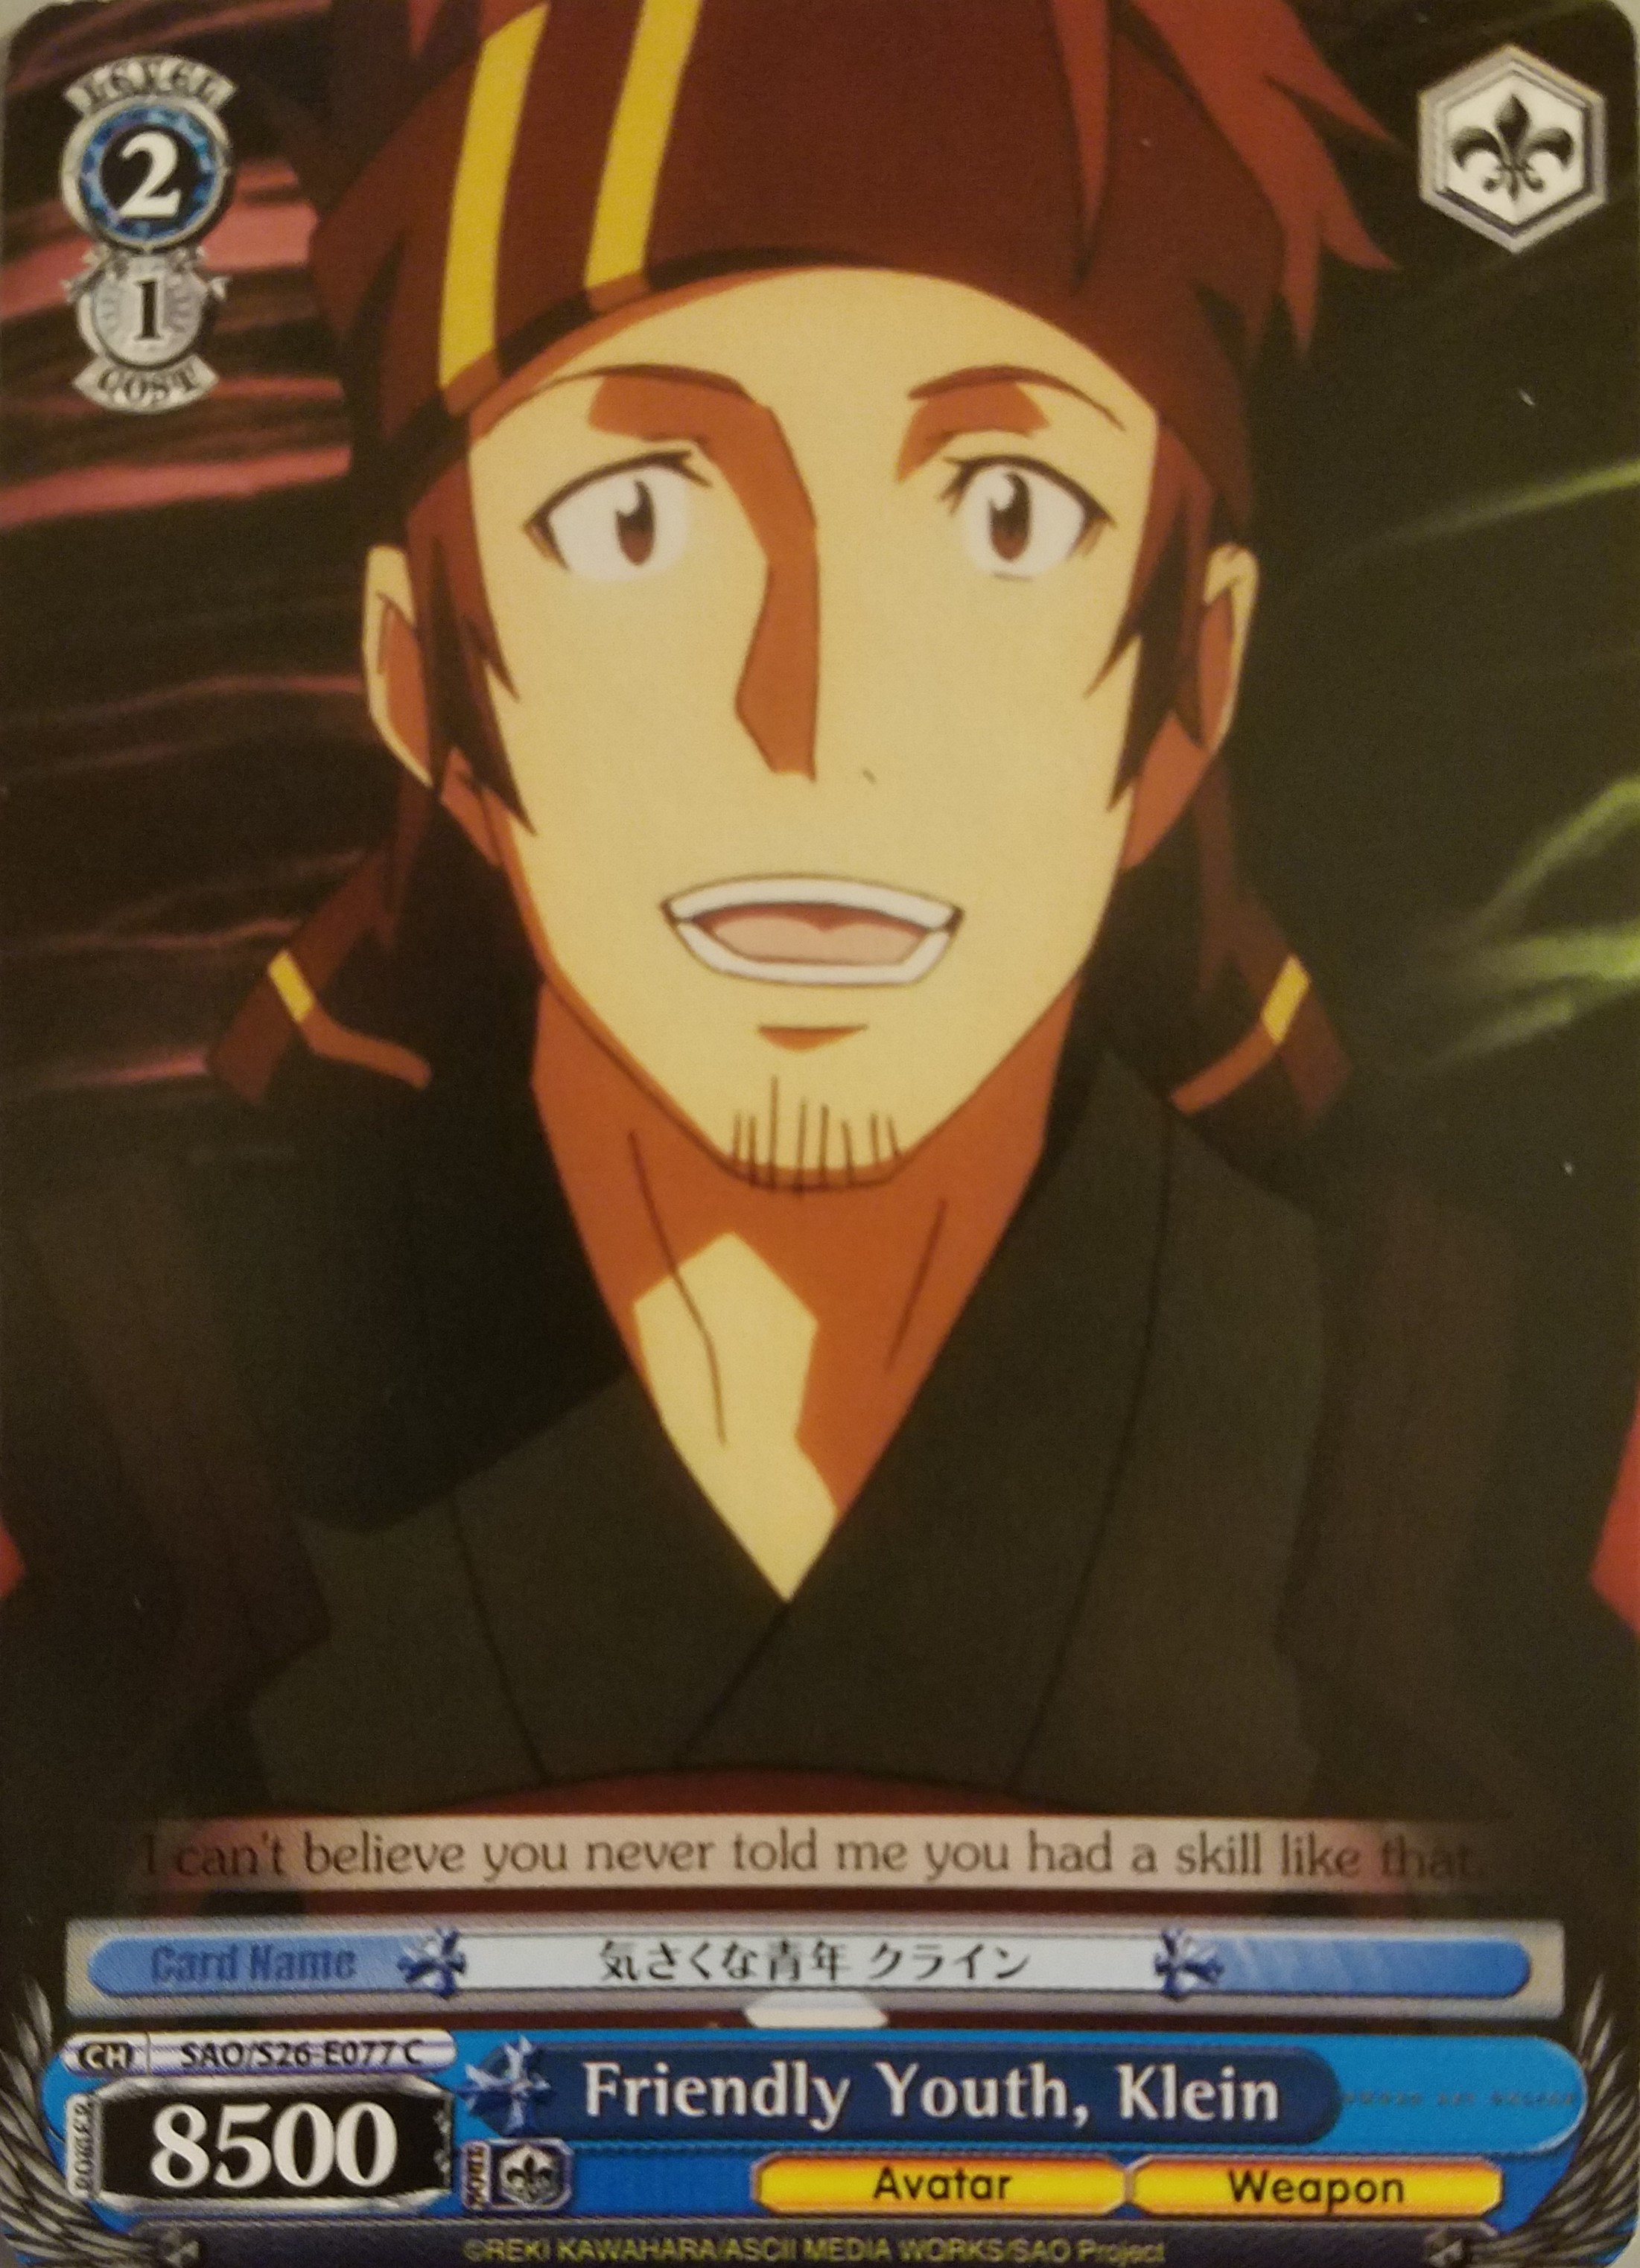 LEVEL
2
1
COST
I can't believe you never told me you had a skill like that.
Card Name
気さくな青年 クライン
CH SAO/S26-E077 C
Friendly Youth, Klein
POWER
8500
Avatar Weapon
©REKI KAWAHARA/ASCII MEDIA WORKS/SAO Project